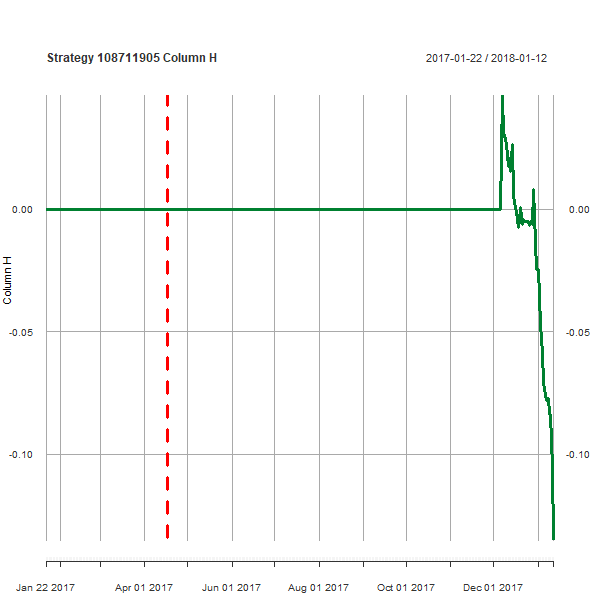 Strategy 108711905 Column H
2017-01-22 / 2018-01-12
0.00
0.00
Column H
-0.05
-0.05
-0.10
-0.10
Jan 22 2017
Apr 01 2017
Jun 01 2017
Aug 01 2017
Oct 01 2017
Dec 01 2017